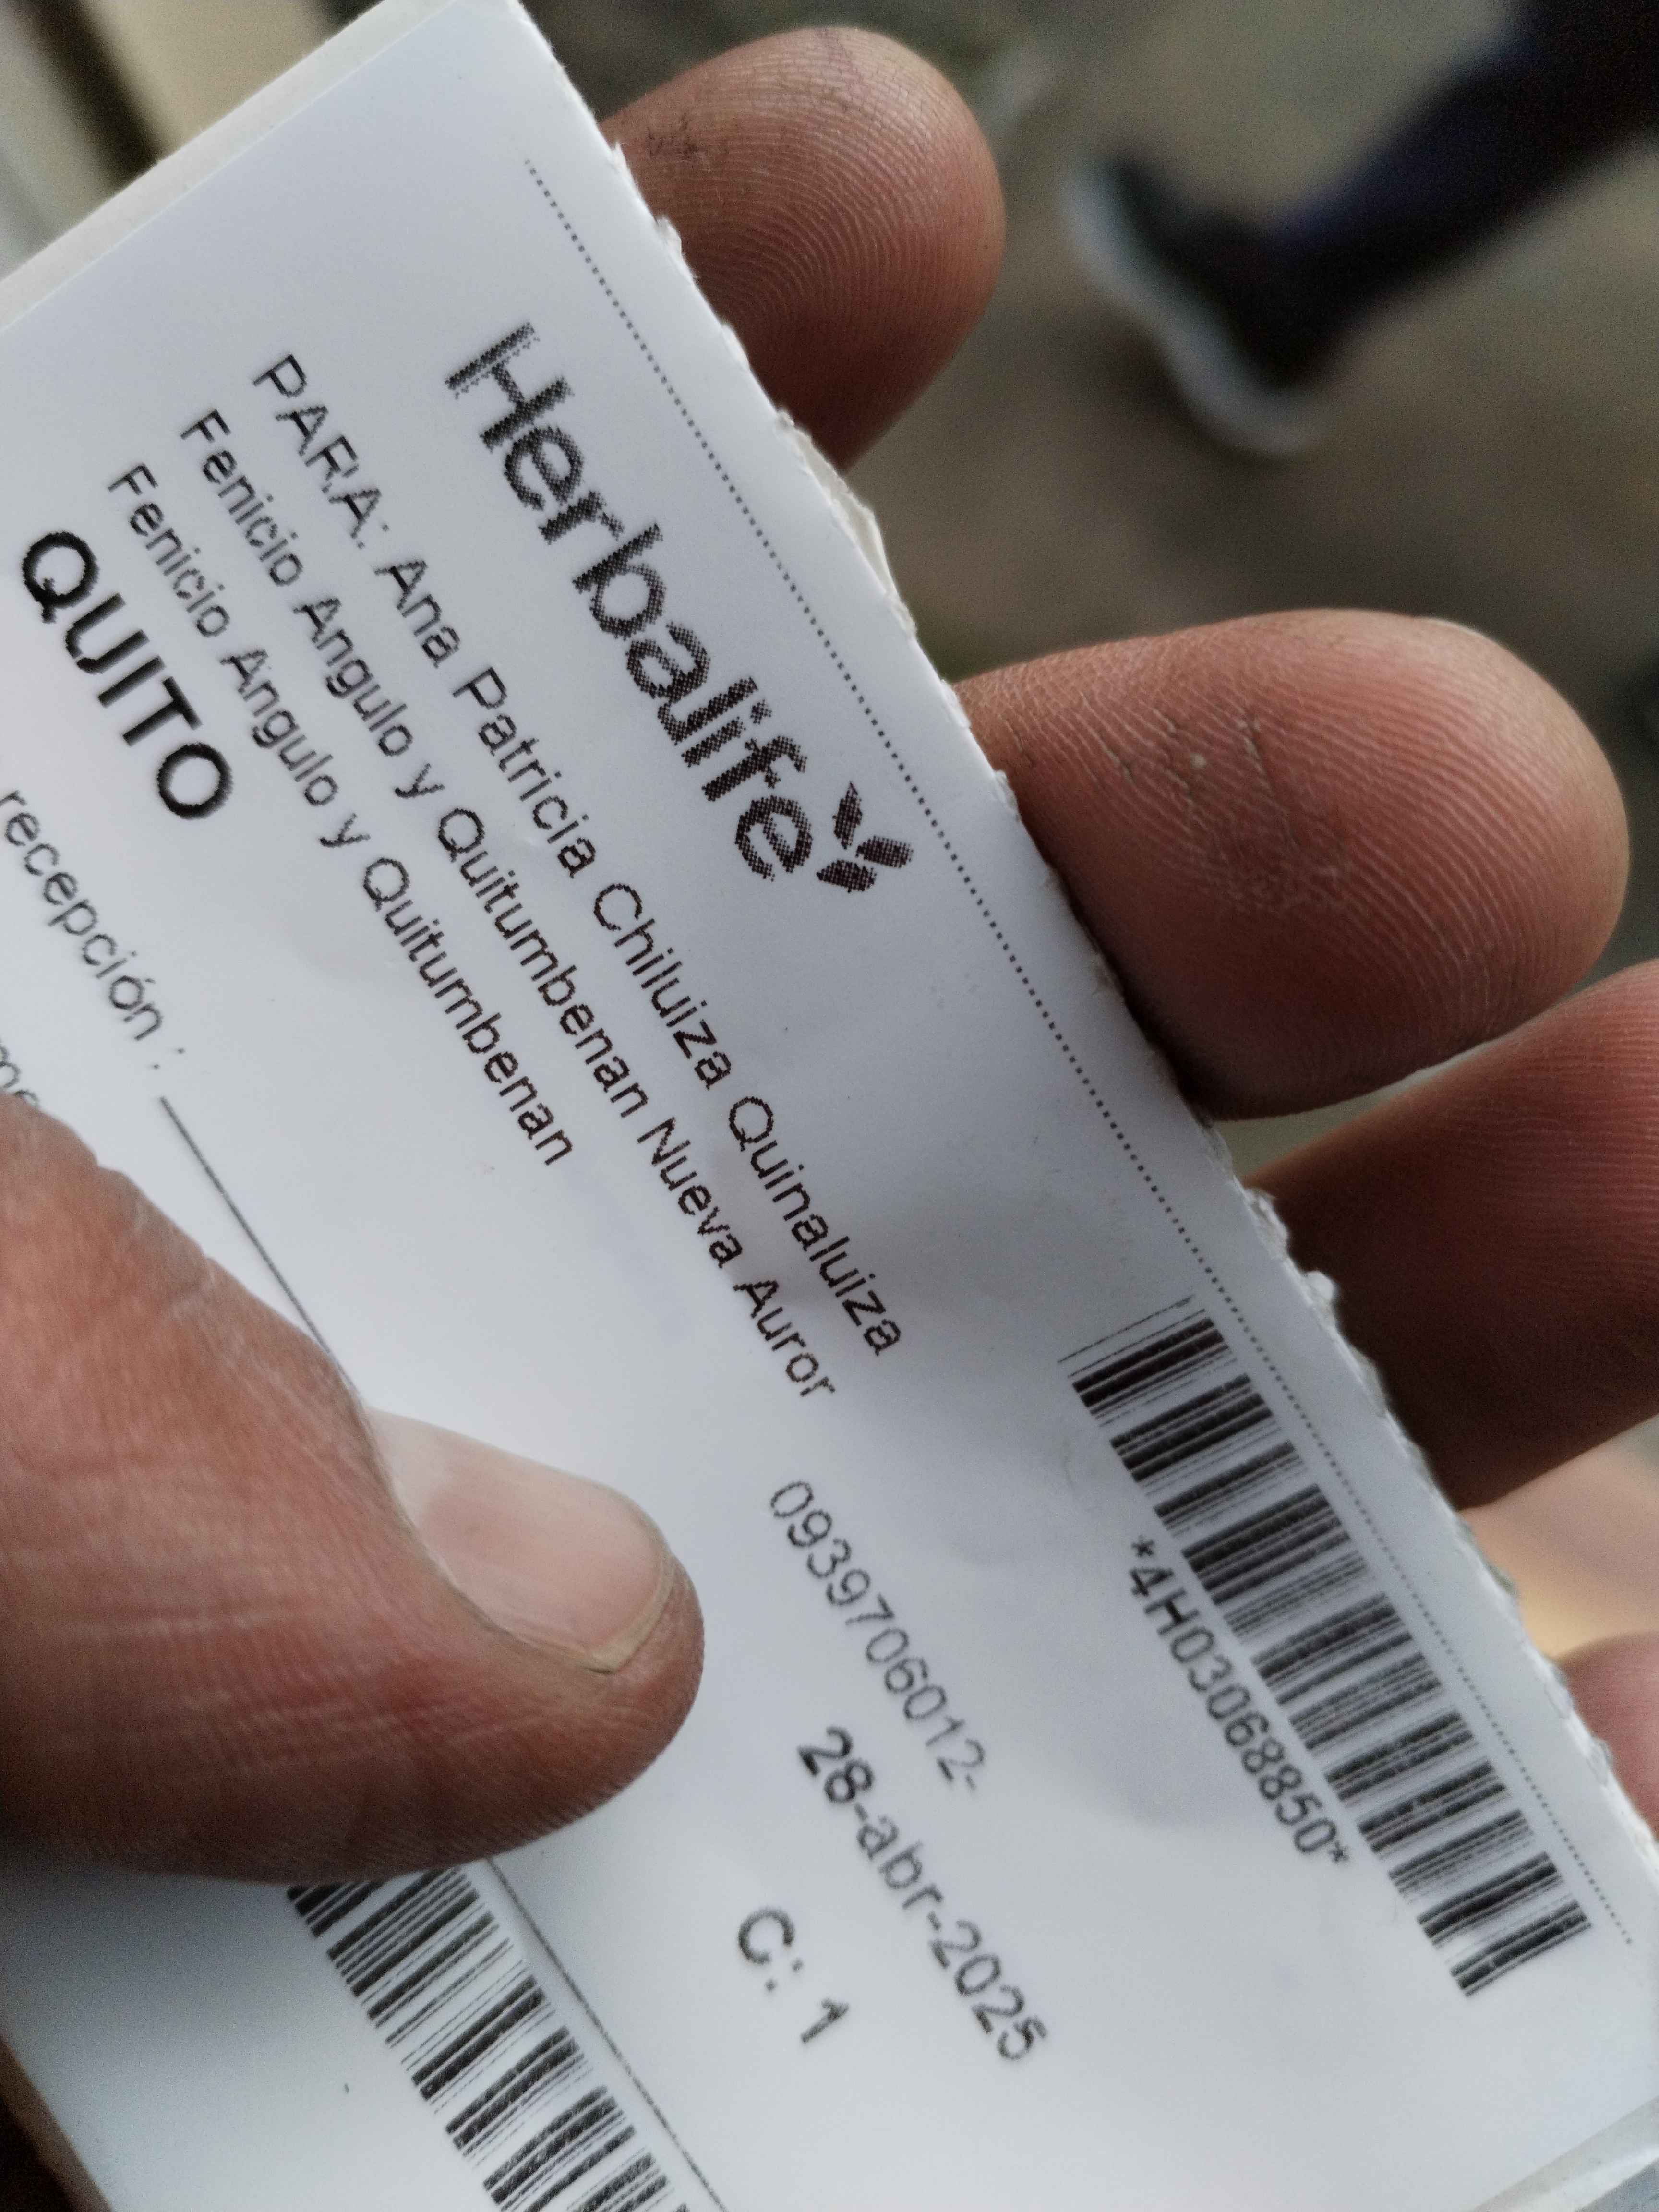 Herbalife
*4H03068850*
PARA: Ana Patricia Chiluiza Quinaluiza
Fenicio Angulo y Quitumbenan Nueva Auror
0939706012-
Fenicio Angulo y Quitumbenan
28-abr-2025
QUITO
C: 1
recepción :